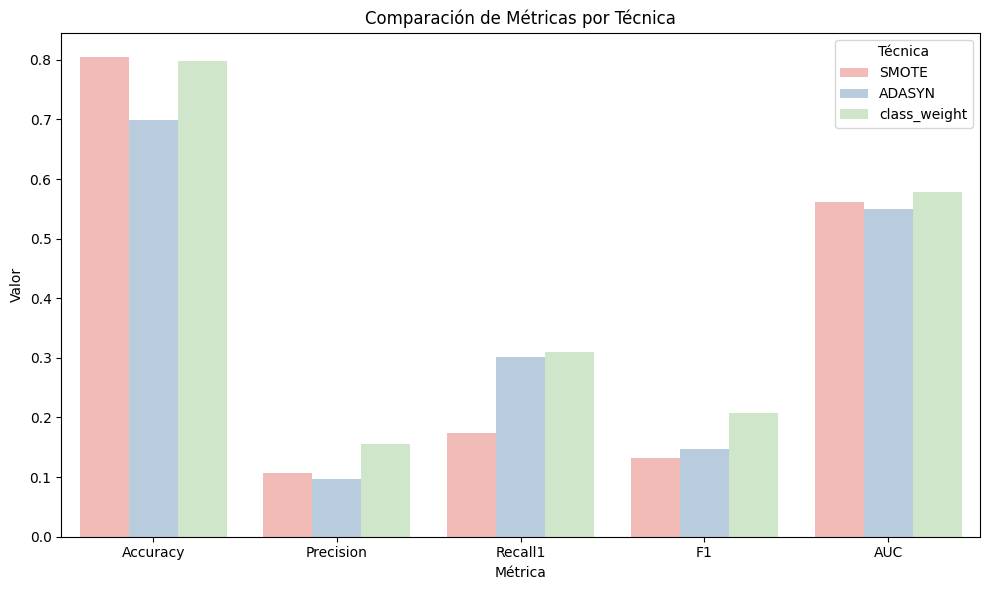 Comparación de Métricas por Técnica
Técnica
SMOTE
ADASYN
class_weight
Valor
0.8
0.7
0.6
0.5
0.4
0.3
0.2
0.1
0.0
Accuracy
Precision
Recall1
F1
AUC
Métrica